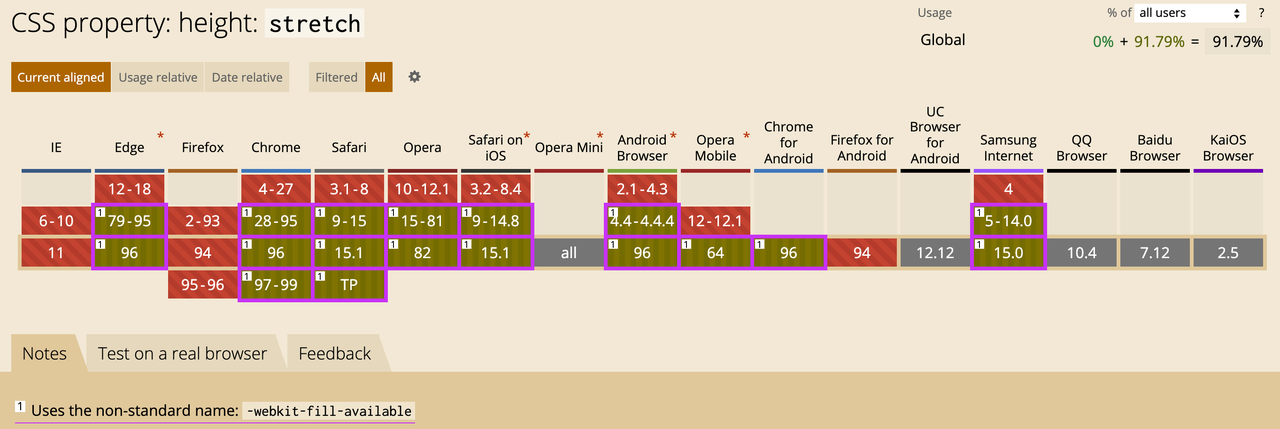 CSS property: height: stretch
Usage % of all users ?
Global 0% + 91.79% = 91.79%
Current aligned Usage relative Date relative Filtered All
IE Edge * Firefox Chrome Safari Opera Safari on iOS * Opera Mini * Android Browser * Opera Mobile * Chrome for Android Firefox for Android UC Browser for Android Samsung Internet QQ Browser Baidu Browser KaiOS Browser
12-18 4-27 3.1-8 10-12.1 3.2-8.4 2.1-4.3 4
6-10 1 79-95 2-93 1 28-95 1 9-15 1 15-81 1 9-14.8 1 4.4-4.4.4 12-12.1 1 5-14.0
11 1 96 94 1 96 1 15.1 1 82 1 15.1 all 1 96 1 64 1 96 94 12.12 1 15.0 10.4 7.12 2.5
95-96 1 97-99 1 TP
Notes Test on a real browser Feedback
1 Uses the non-standard name: -webkit-fill-available